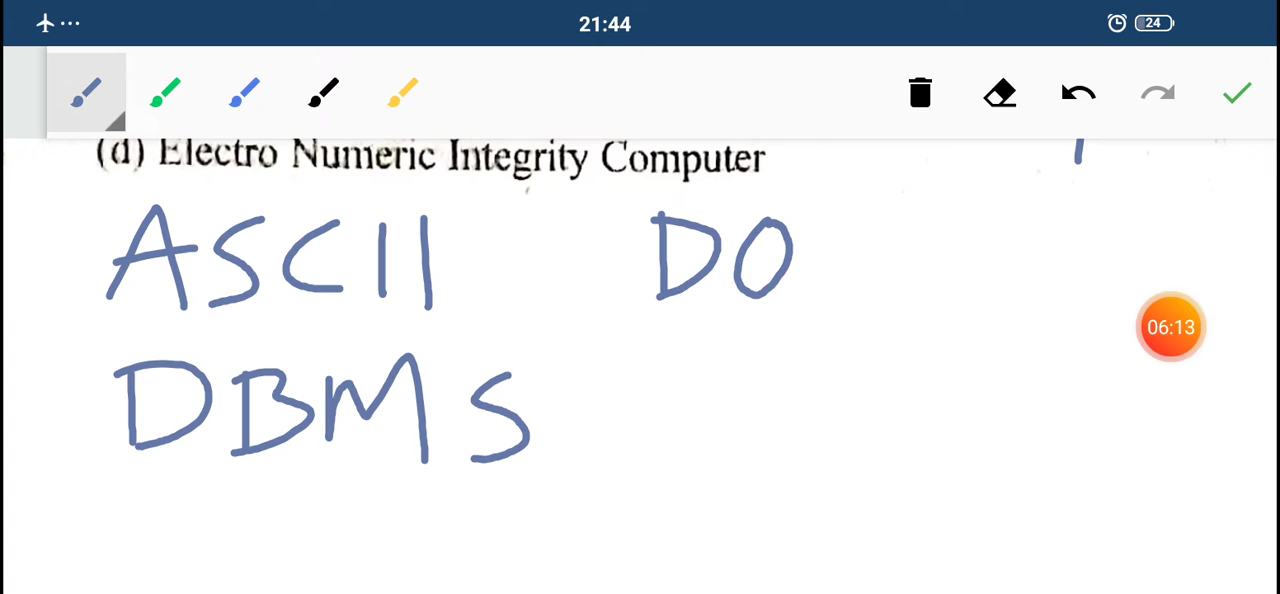 21:44
24
(d) Electro Numeric Integrity Computer
ASCII DO
06:13
DBMS